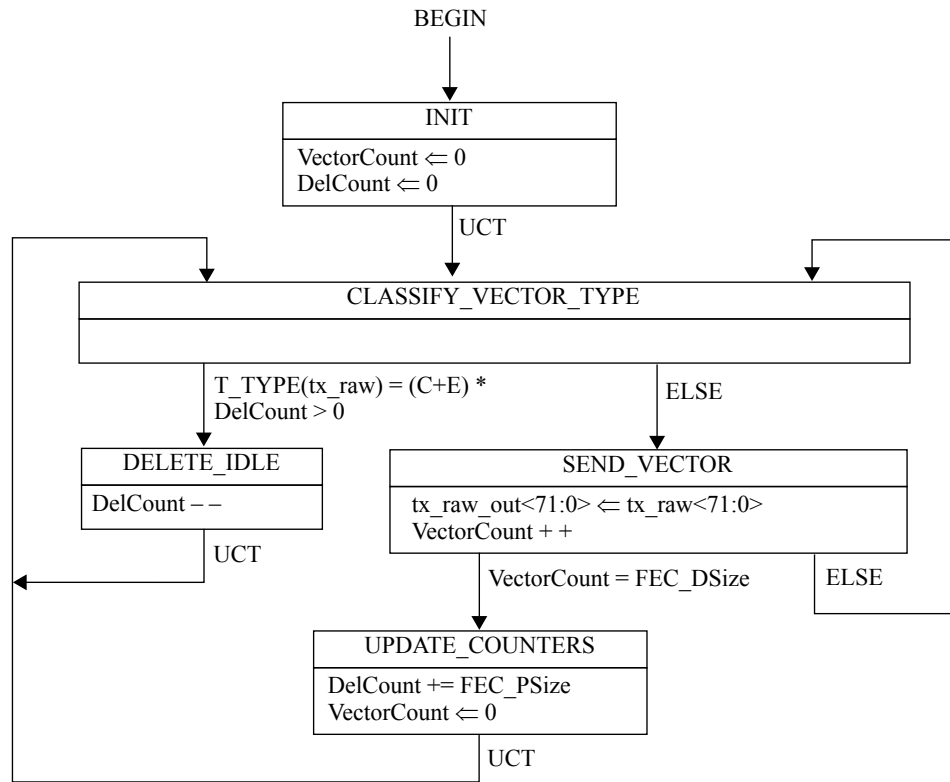 BEGIN
INIT
VectorCount ⇐ 0
DelCount ⇐ 0
UCT
CLASSIFY_VECTOR_TYPE
T_TYPE(tx_raw) = (C+E) *
DelCount > 0
ELSE
DELETE_IDLE
DelCount – –
UCT
SEND_VECTOR
tx_raw_out<71:0> ⇐ tx_raw<71:0>
VectorCount + +
VectorCount = FEC_DSize
ELSE
UPDATE_COUNTERS
DelCount += FEC_PSize
VectorCount ⇐ 0
UCT